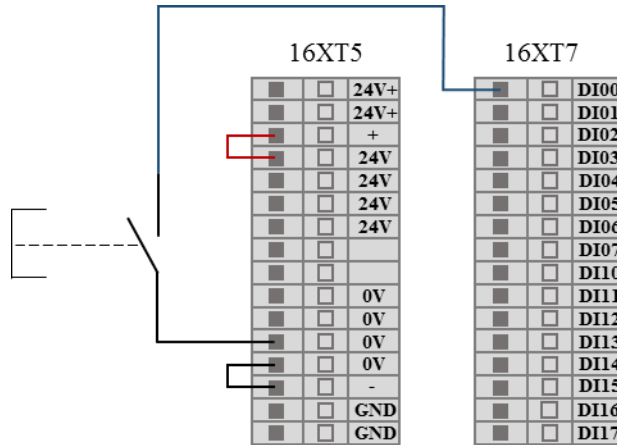 16XT5
24V+
24V+
+
24V
24V
24V
24V
0V
0V
0V
0V
-
GND
GND
16XT7
DI00
DI01
DI02
DI03
DI04
DI05
DI06
DI07
DI10
DI11
DI12
DI13
DI14
DI15
DI16
DI17